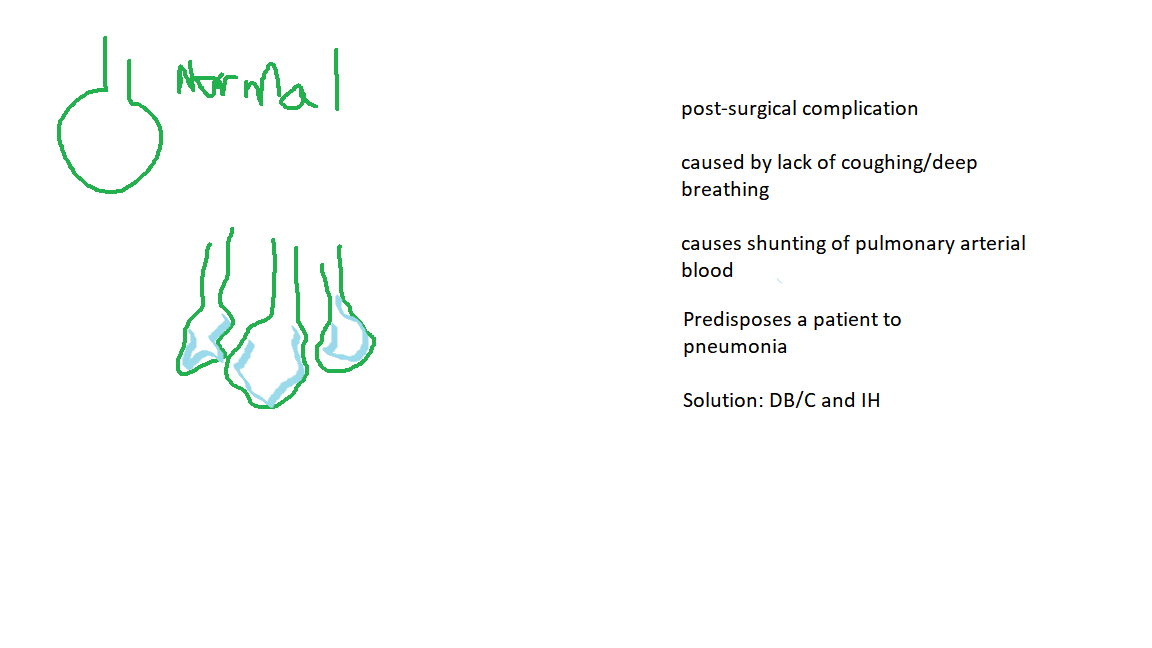 Normal
post-surgical complication
caused by lack of coughing/deep
breathing
causes shunting of pulmonary arterial
blood
Predisposes a patient to
pneumonia
Solution: DB/C and IH